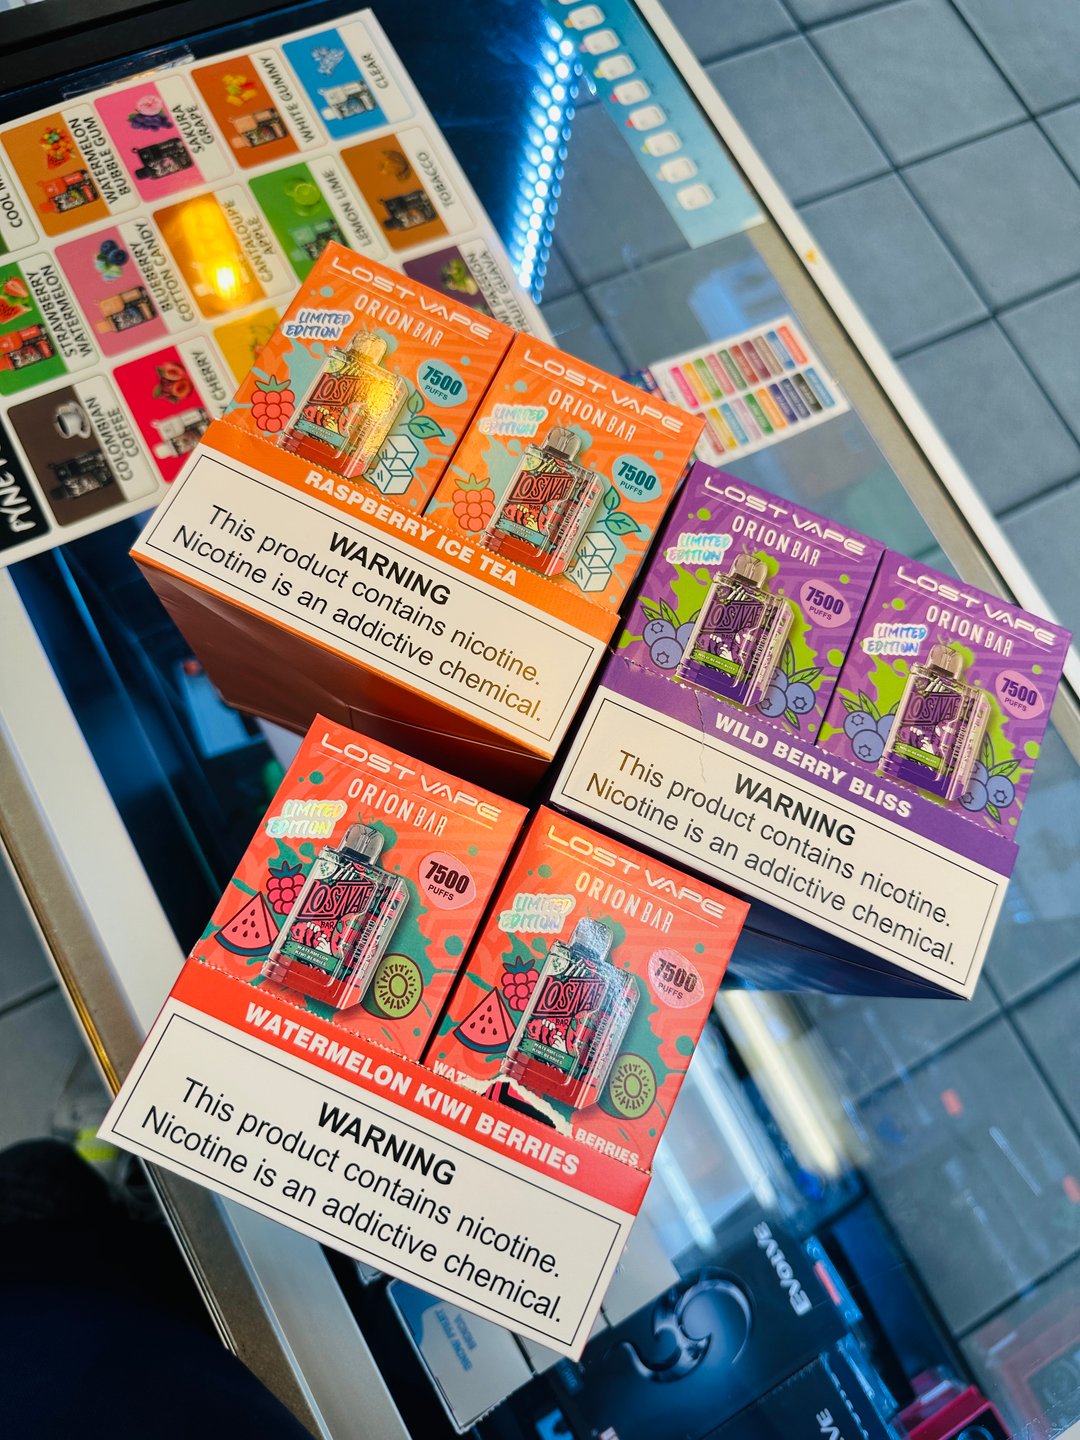 COOL
WATERMELON
BUBBLE GUM
SAKURA
GRAPE
WHITE GUMMY
CLEAR
STRAWBERRY
WATERMELON
BLUEBERRY
COTTON CANDY
CANTALOUPE
APPLE
LEMON LIME
TOBACO
COLOMBIAN
COFFEE
CHERRY
PASSION
FRUIT GUAVA
LOST VAPE
ORION BAR
LIMITED
EDITION
7500
PUFFS
LOST VAPE
ORION BAR
LIMITED
EDITION
7500
PUFFS
RASPBERRY ICE TEA
WARNING
This product contains nicotine.
Nicotine is an addictive chemical.
LOST VAPE
ORION BAR
LIMITED
EDITION
7500
PUFFS
LOST VAPE
ORION BAR
LIMITED
EDITION
7500
PUFFS
WILD BERRY BLISS
WARNING
This product contains nicotine.
Nicotine is an addictive chemical.
LOST VAPE
ORION BAR
LIMITED
EDITION
7500
PUFFS
LOST VAPE
ORION BAR
LIMITED
EDITION
7500
PUFFS
BERRIES
WATERMELON KIWI BERRIES
WARNING
This product contains nicotine.
Nicotine is an addictive chemical.
EVOLVE